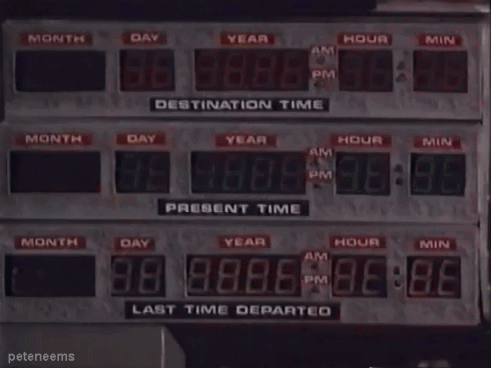 MONTH DAY YEAR AM PM HOUR MIN
DESTINATION TIME
MONTH DAY YEAR AM PM HOUR MIN
PRESENT TIME
MONTH DAY YEAR AM PM HOUR MIN
LAST TIME DEPARTED
peteneems